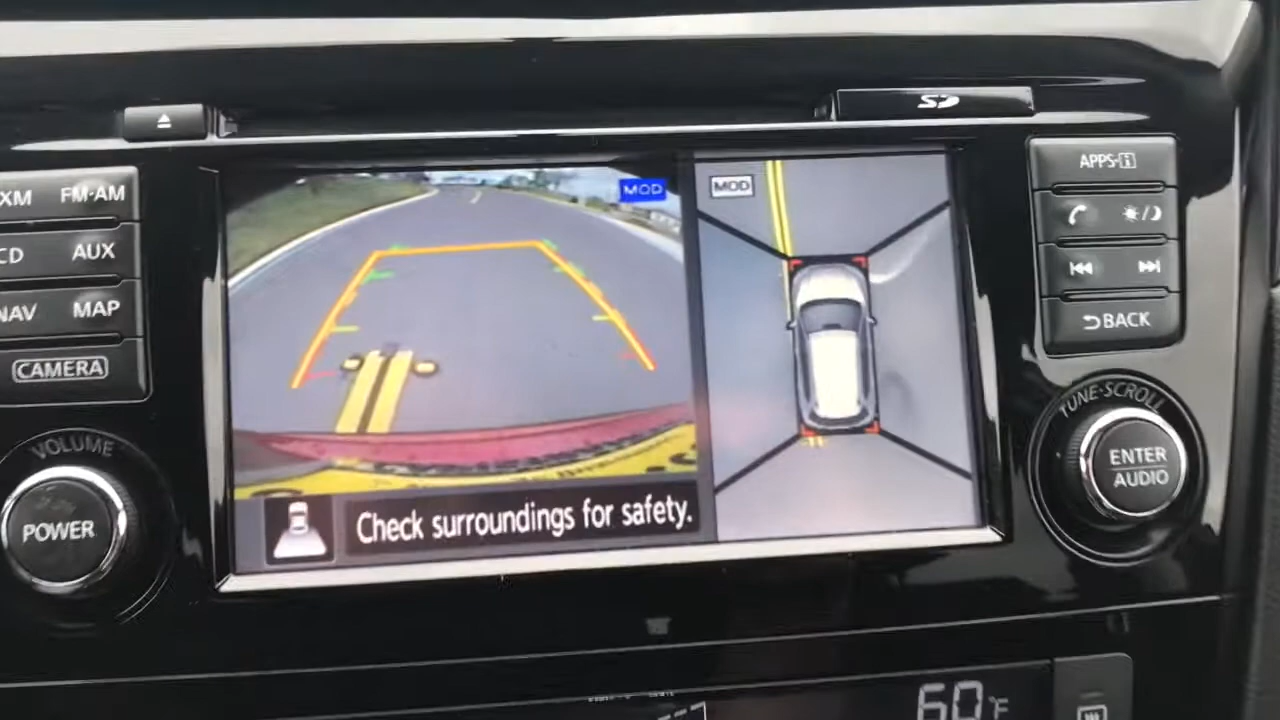 SD
XM FM·AM
APPS·i
CD AUX
NAV MAP
BACK
CAMERA
MOD
MOD
VOLUME
POWER
TUNE·SCROLL
ENTER
AUDIO
Check surroundings for safety.
60°F